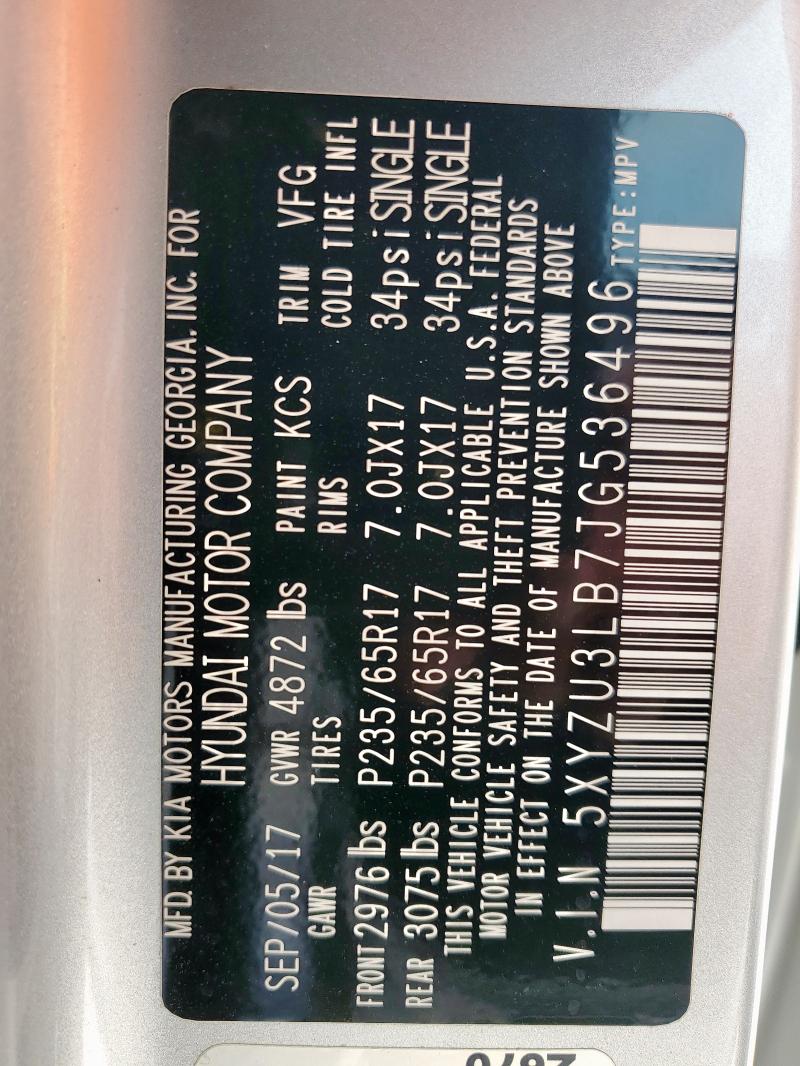 MFD. BY KIA MOTORS MANUFACTURING GEORGIA. INC. FOR
HYUNDAI MOTOR COMPANY
SEP/05/17 GVWR 4872 lbs PAINT KCS TRIM VFG
GAWR TIRES RIMS COLD TIRE INFL
FRONT 2976 lbs P235/65R17 7.0JX17 34psi SINGLE
REAR 3075 lbs P235/65R17 7.0JX17 34psi SINGLE
THIS VEHICLE CONFORMS TO ALL APPLICABLE U.S.A. FEDERAL
MOTOR VEHICLE SAFETY AND THEFT PREVENTION STANDARDS
IN EFFECT ON THE DATE OF MANUFACTURE SHOWN ABOVE
V.I.N 5XYZU3LB7JG536496 TYPE:MPV